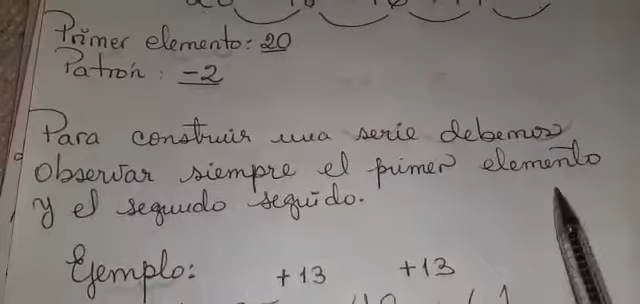 Primer elemento: 20
Patrón: -2
Para construir una serie debemos
observar siempre el primer elemento
y el segundo seguido.
Ejemplo: +13 +13